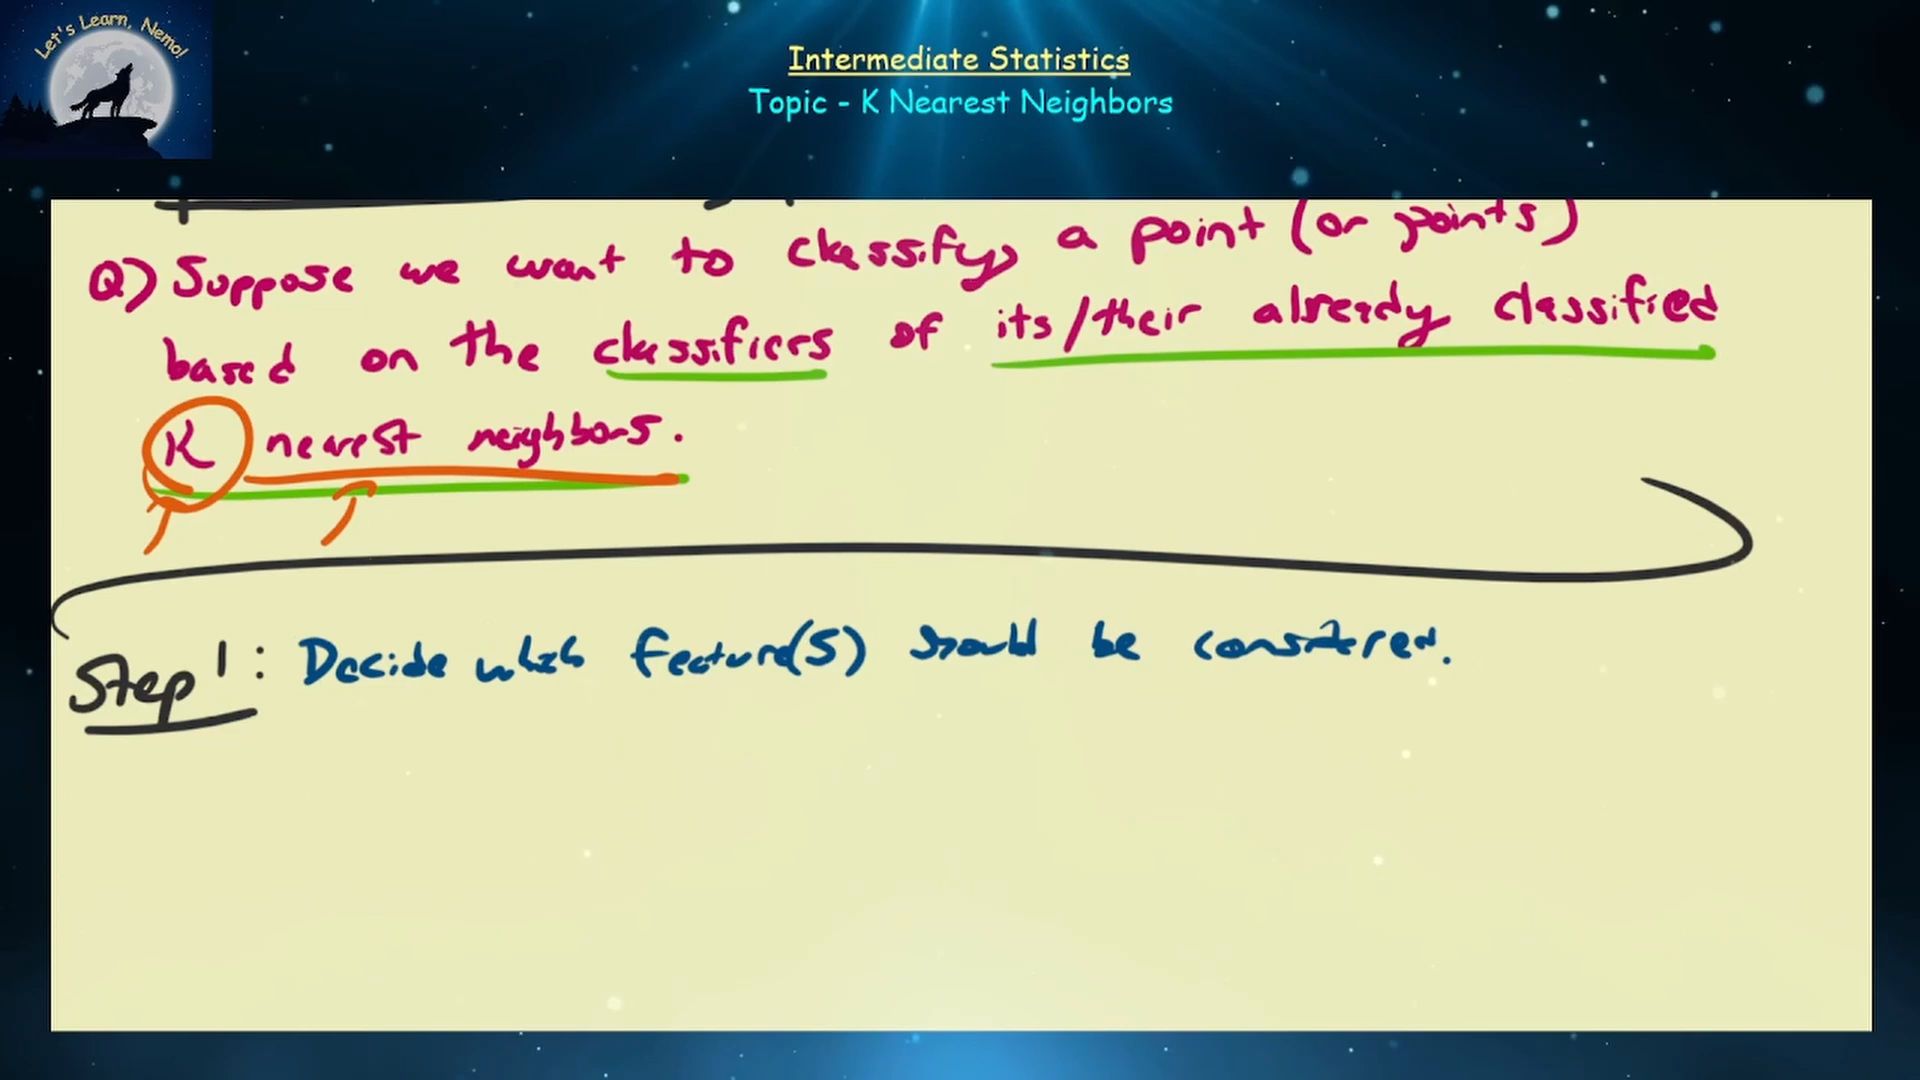 Let's Learn, Nemo!
Intermediate Statistics
Topic - K Nearest Neighbors
Q) Suppose we want to classify a point (or points)
based on the classifiers of its/their already classified
K nearest neighbors.
Step 1: Decide which feature(s) should be considered.